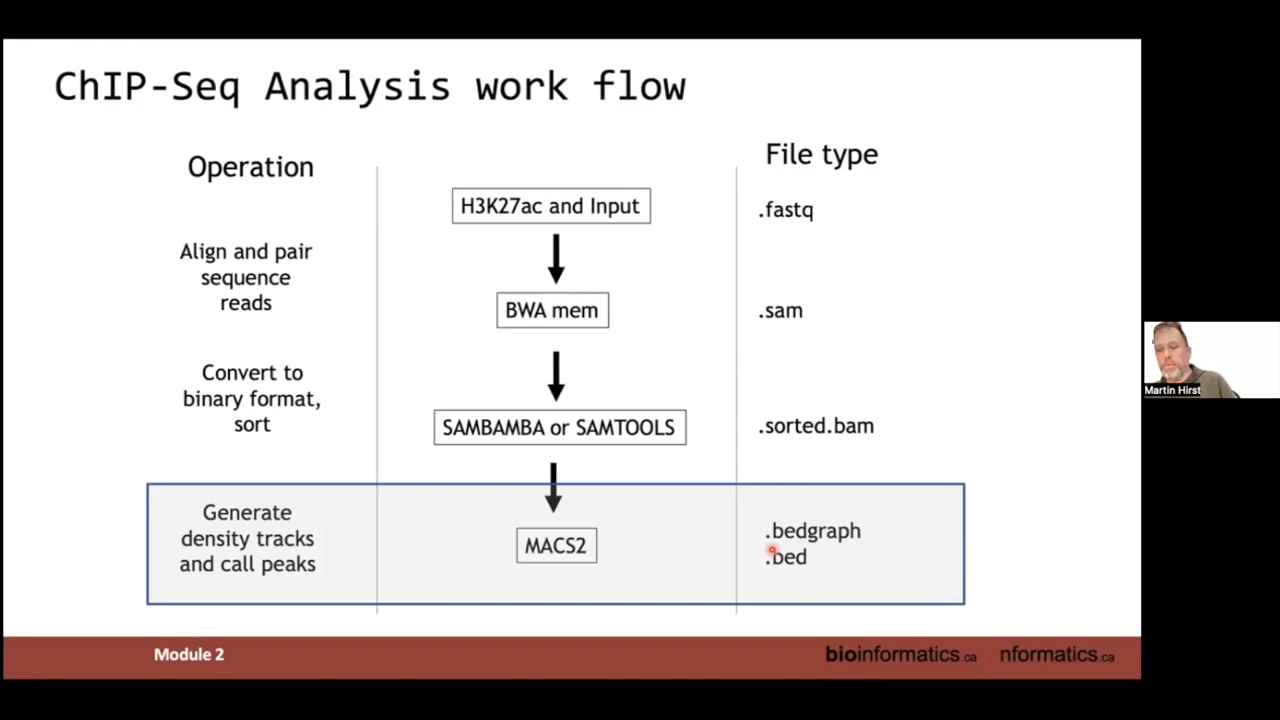 ChIP-Seq Analysis work flow
Operation
File type
H3K27ac and Input
.fastq
Align and pair
sequence
reads
BWA mem
.sam
Convert to
binary format,
sort
SAMBAMBA or SAMTOOLS
.sorted.bam
Generate
density tracks
and call peaks
MACS2
.bedgraph
.bed
Module 2
bioinformatics.ca
nformatics.ca
Martin Hirst